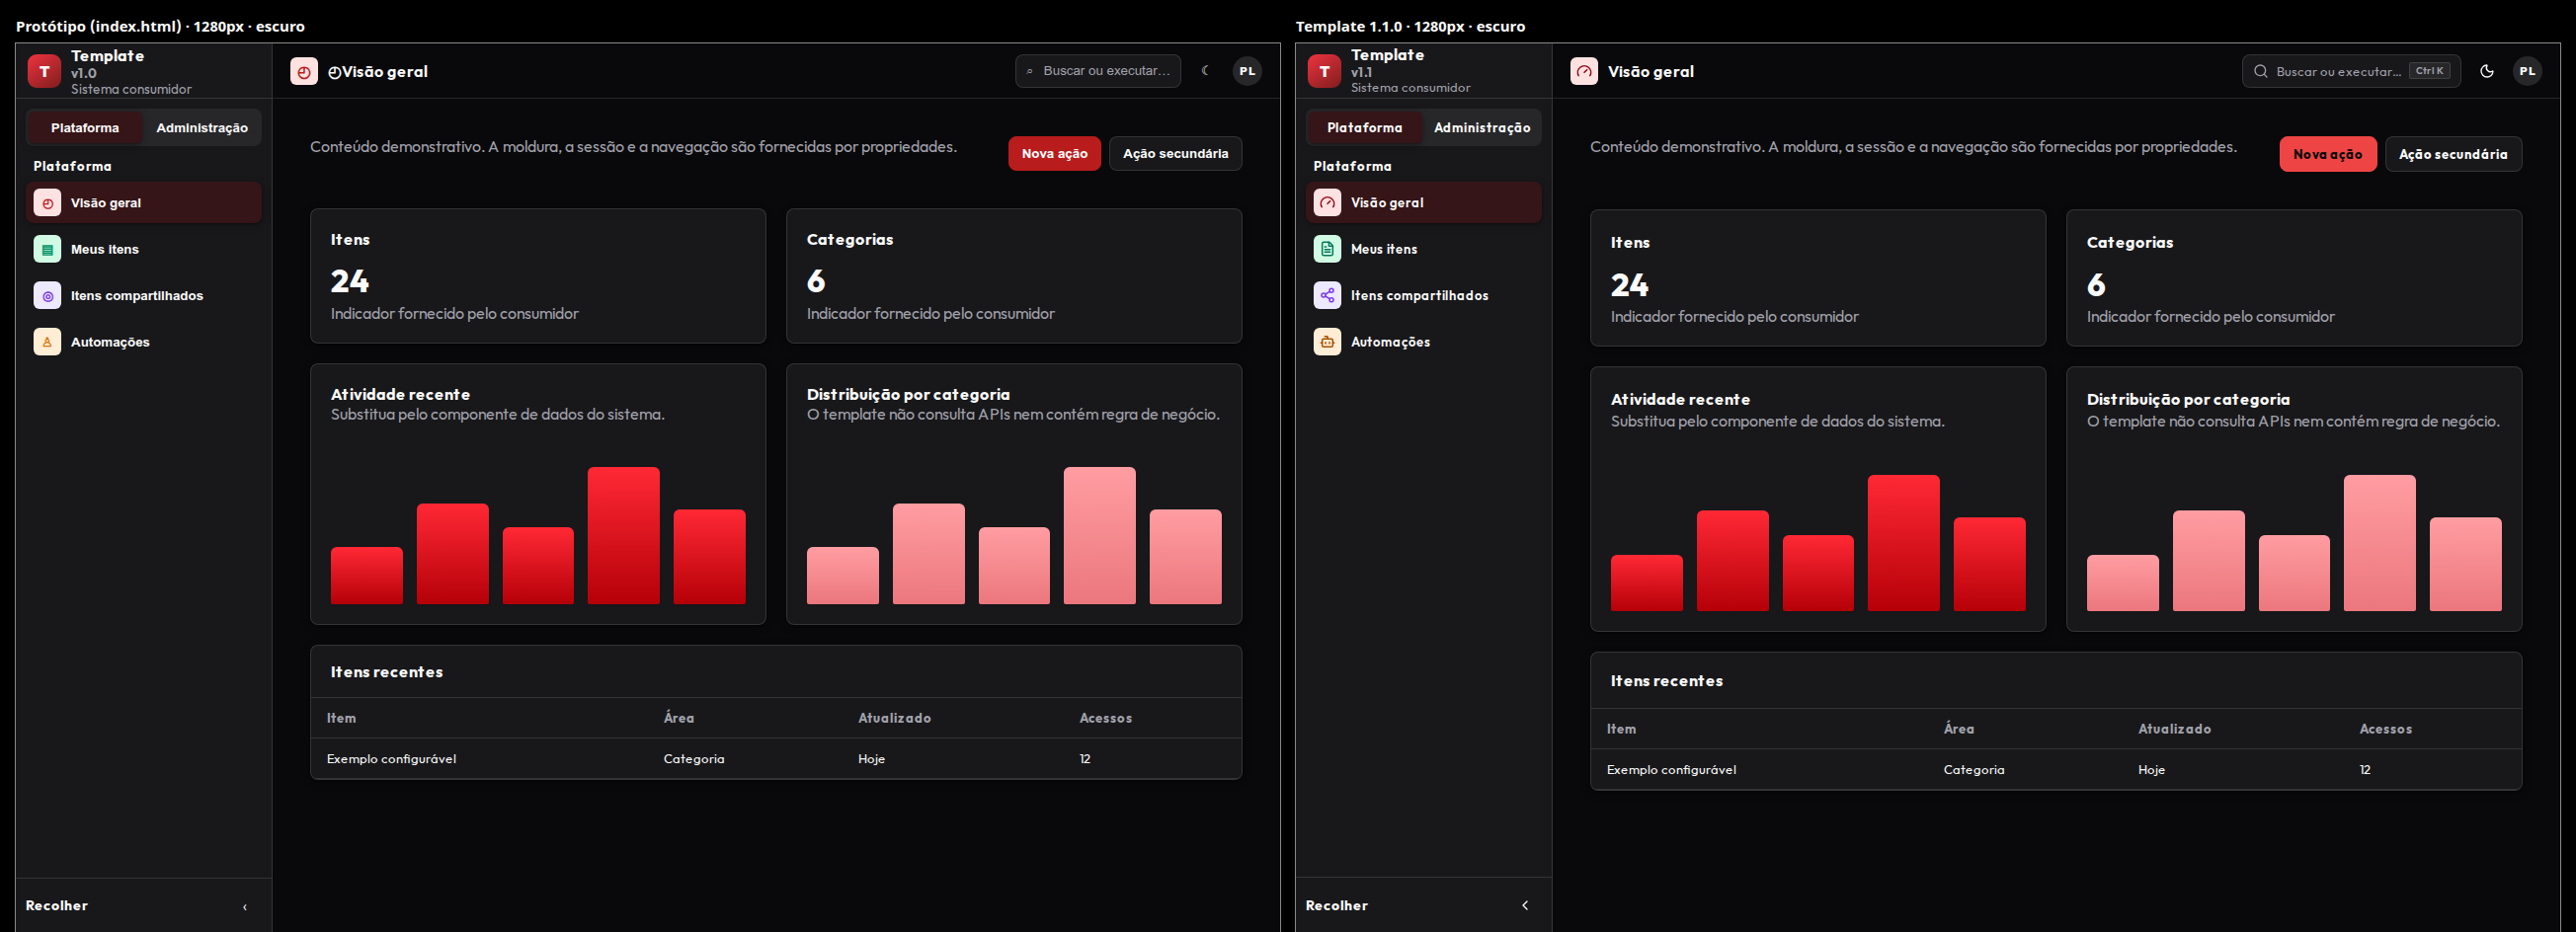 Protótipo (index.html) · 1280px · escuro
Template
v1.0
Sistema consumidor
Visão geral
Buscar ou executar...
PL
Plataforma
Administração
Plataforma
Visão geral
Meus itens
Itens compartilhados
Automações
Recolher
Conteúdo demonstrativo. A moldura, a sessão e a navegação são fornecidas por propriedades.
Nova ação
Ação secundária
Itens
24
Indicador fornecido pelo consumidor
Categorias
6
Indicador fornecido pelo consumidor
Atividade recente
Substitua pelo componente de dados do sistema.
Distribuição por categoria
O template não consulta APIs nem contém regra de negócio.
Itens recentes
Item Área Atualizado Acessos
Exemplo configurável Categoria Hoje 12
Template 1.1.0 · 1280px · escuro
T
Template
v1.1
Sistema consumidor
Visão geral
Buscar ou executar...
Ctrl K
PL
Plataforma
Administração
Plataforma
Visão geral
Meus itens
Itens compartilhados
Automações
Recolher
Conteúdo demonstrativo. A moldura, a sessão e a navegação são fornecidas por propriedades.
Nova ação
Ação secundária
Itens
24
Indicador fornecido pelo consumidor
Categorias
6
Indicador fornecido pelo consumidor
Atividade recente
Substitua pelo componente de dados do sistema.
Distribuição por categoria
O template não consulta APIs nem contém regra de negócio.
Itens recentes
Item Área Atualizado Acessos
Exemplo configurável Categoria Hoje 12